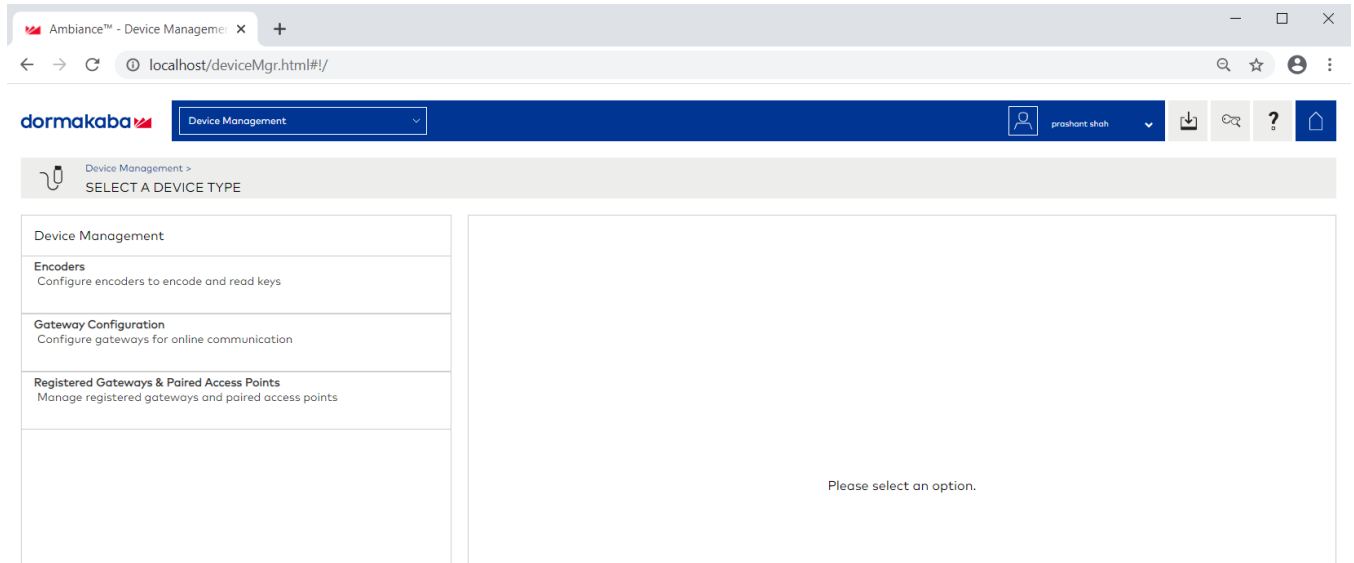 Ambiance™ - Device Managemer
localhost/deviceMgr.html#!/
dormakaba
Device Management
prashant shah
?
Device Management >
SELECT A DEVICE TYPE
Device Management
Encoders
Configure encoders to encode and read keys
Gateway Configuration
Configure gateways for online communication
Registered Gateways & Paired Access Points
Manage registered gateways and paired access points
Please select an option.